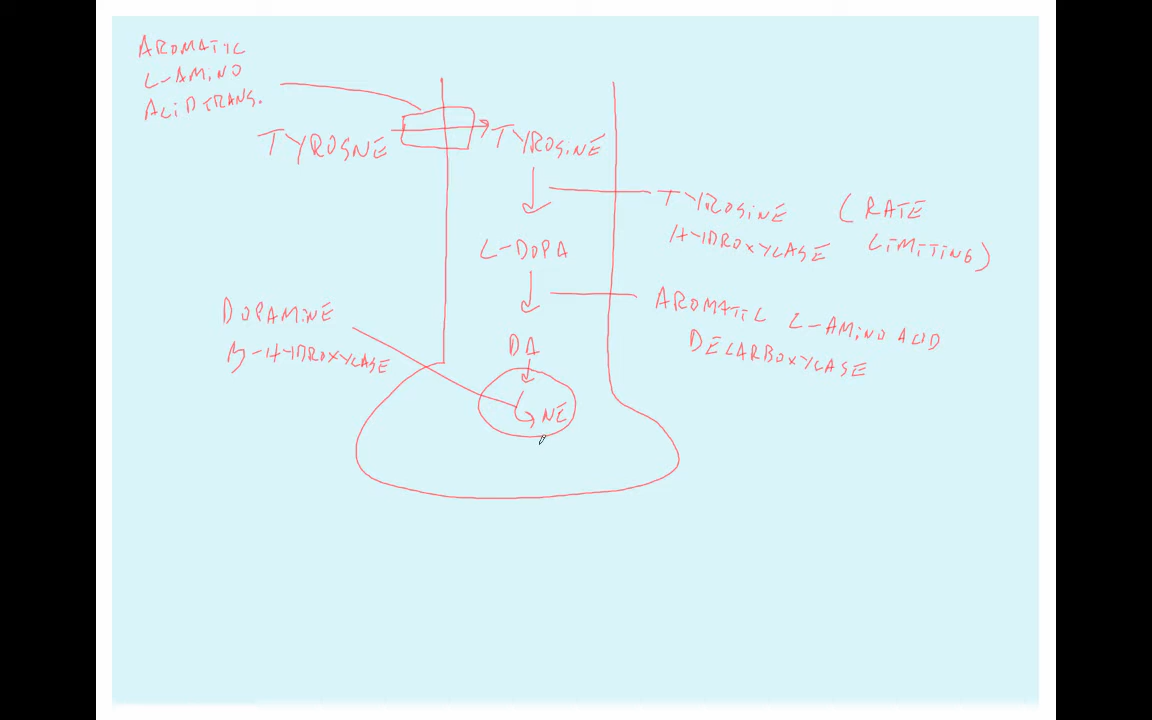 AROMATIC
L-AMINO
ACID TRANS.
TYROSNE
TYROSINE
TYROSINE (RATE
HYDROXYLASE LIMITING)
L-DOPA
AROMATIC L-AMINO ACID
DECARBOXYLASE
DOPAMINE
β-HYDROXYLASE
DA
NE